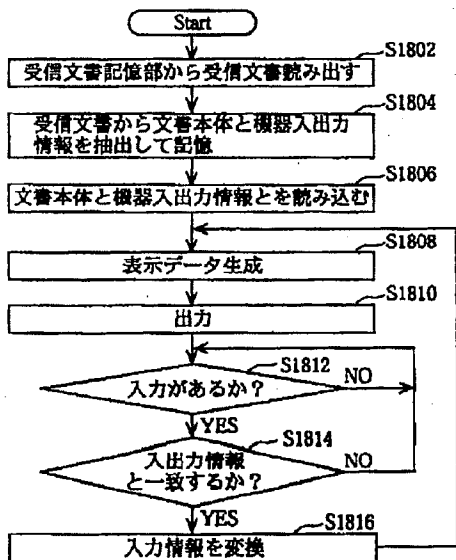 Start
S1802
受信文書記憶部から受信文書読み出す
S1804
受信文書から文書本体と機器入出力
情報を抽出して記憶
S1806
文書本体と機器入出力情報とを読み込む
S1808
表示データ生成
S1810
出力
S1812
入力があるか？
NO
YES
S1814
入出力情報
と一致するか？
NO
YES
S1816
入力情報を変換